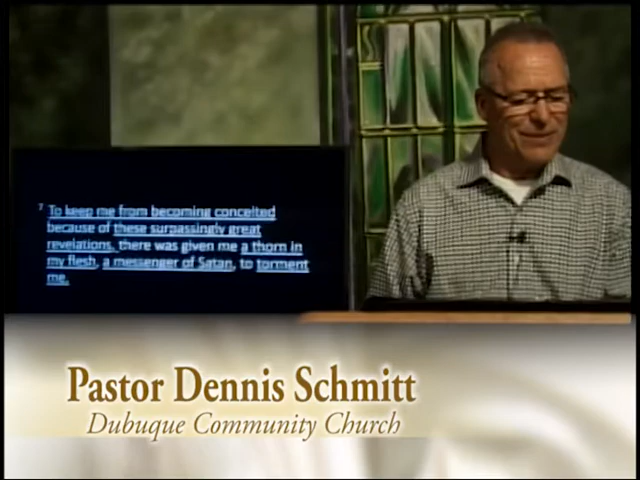 7 To keep me from becoming conceited
because of these surpassingly great
revelations, there was given me a thorn in
my flesh, a messenger of Satan, to torment
me.
Pastor Dennis Schmitt
Dubuque Community Church